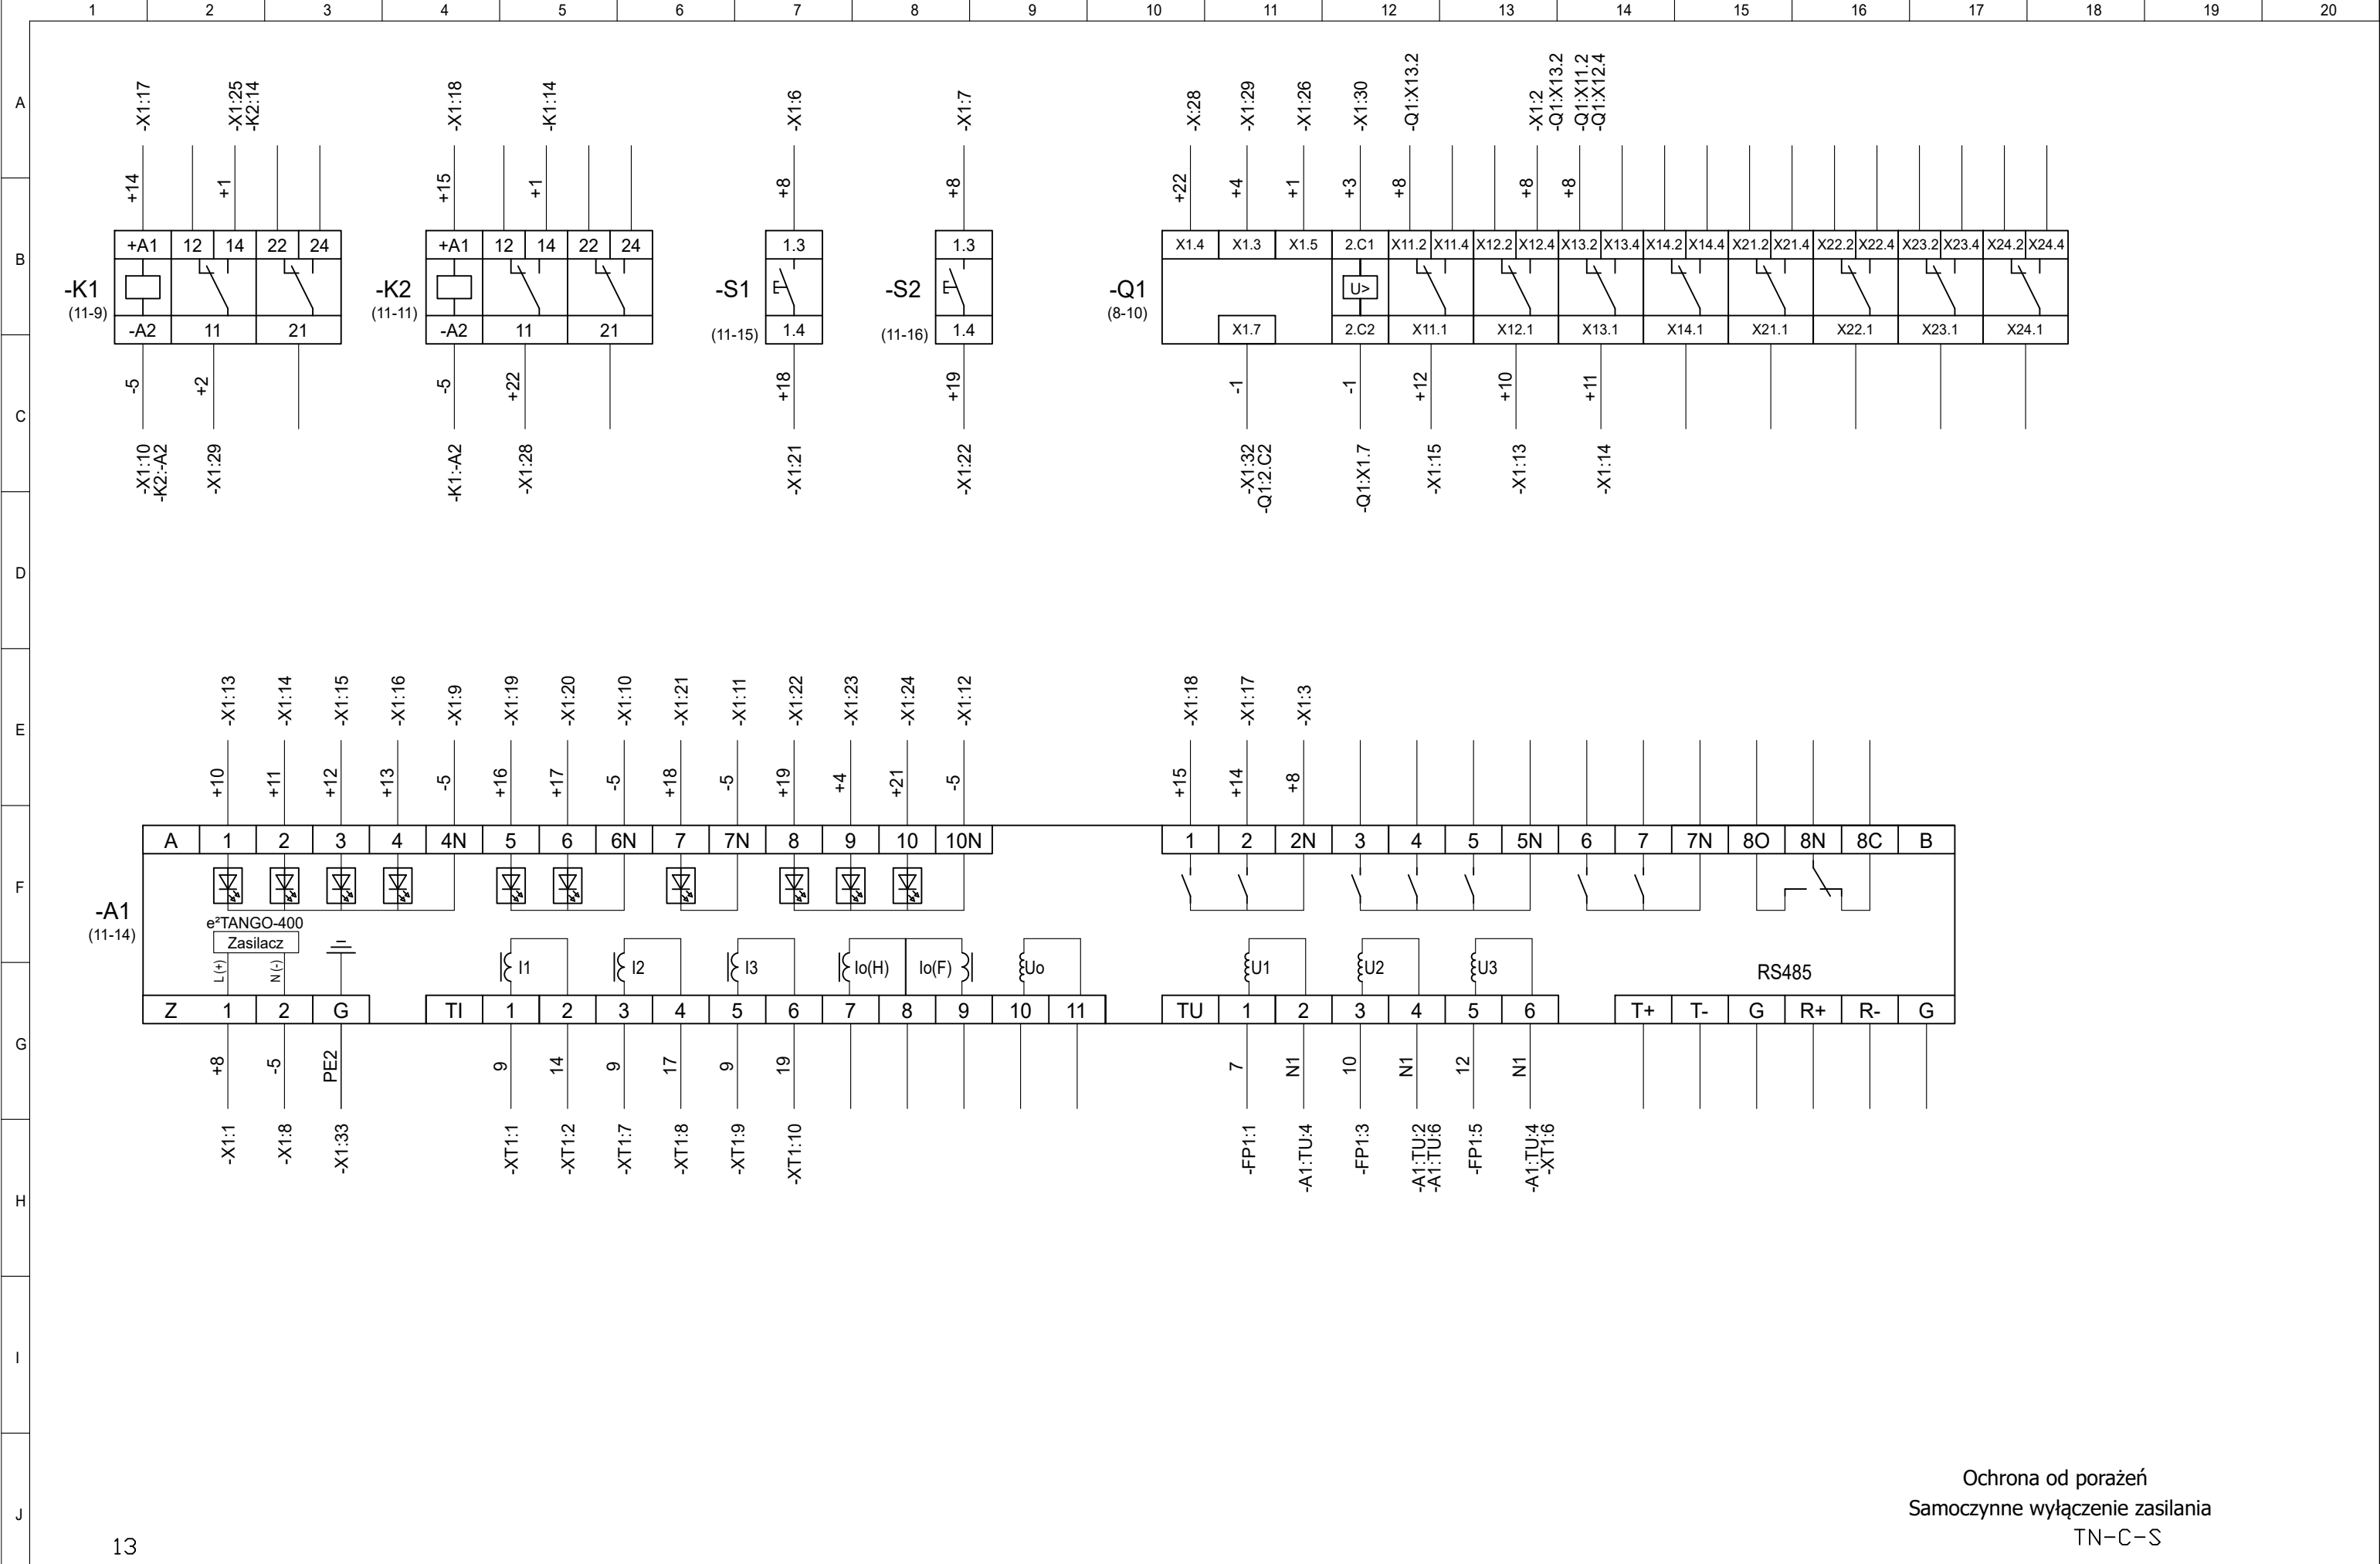 1 2 3 4 5 6 7 8 9 10 11 12 13 14 15 16 17 18 19 20
A
-X1:17
-X1:25
-K2:14
-X1:18
-K1:14
-X1:6
-X1:7
-X:28
-X1:29
-X1:26
-X1:30
-Q1:X13.2
-X1:2
-Q1:X13.2
-Q1:X11.2
-Q1:X12.4
+14 +1 +15 +1 +8 +8 +22 +4 +1 +3 +8 +8 +8
B
+A1 12 14 22 24
-K1
(11-9)
-A2 11 21
+A1 12 14 22 24
-K2
(11-11)
-A2 11 21
1.3
-S1
(11-15)
1.4
1.3
-S2
(11-16)
1.4
X1.4 X1.3 X1.5 2.C1 X11.2 X11.4 X12.2 X12.4 X13.2 X13.4 X14.2 X14.4 X21.2 X21.4 X22.2 X22.4 X23.2 X23.4 X24.2 X24.4
-Q1
(8-10)
U>
X1.7 2.C2 X11.1 X12.1 X13.1 X14.1 X21.1 X22.1 X23.1 X24.1
C
-5 +2 -5 +22 +18 +19 -1 -1 +12 +10 +11
-X1:10
-K2:-A2
-X1:29
-K1:-A2
-X1:28
-X1:21
-X1:22
-X1:32
-Q1:2.C2
-Q1:X1.7
-X1:15
-X1:13
-X1:14
D
E
-X1:13 -X1:14 -X1:15 -X1:16 -X1:9 -X1:19 -X1:20 -X1:10 -X1:21 -X1:11 -X1:22 -X1:23 -X1:24 -X1:12 -X1:18 -X1:17 -X1:3
+10 +11 +12 +13 -5 +16 +17 -5 +18 -5 +19 +4 +21 -5 +15 +14 +8
A 1 2 3 4 4N 5 6 6N 7 7N 8 9 10 10N 1 2 2N 3 4 5 5N 6 7 7N 8O 8N 8C B
F
-A1
(11-14)
e²TANGO-400
Zasilacz
L (+) N (-)
I1 I2 I3 Io(H) Io(F) Uo U1 U2 U3 RS485
Z 1 2 G TI 1 2 3 4 5 6 7 8 9 10 11 TU 1 2 3 4 5 6 T+ T- G R+ R- G
G
+8 -5 PE2 9 14 9 17 9 19 7 N1 10 N1 12 N1
-X1:1
-X1:8
-X1:33
-XT1:1
-XT1:2
-XT1:7
-XT1:8
-XT1:9
-XT1:10
-FP1:1
-A1:TU:4
-FP1:3
-A1:TU:2
-A1:TU:6
-FP1:5
-A1:TU:4
-XT1:6
H
I
J
Ochrona od porażeń
Samoczynne wyłączenie zasilania
TN-C-S
13